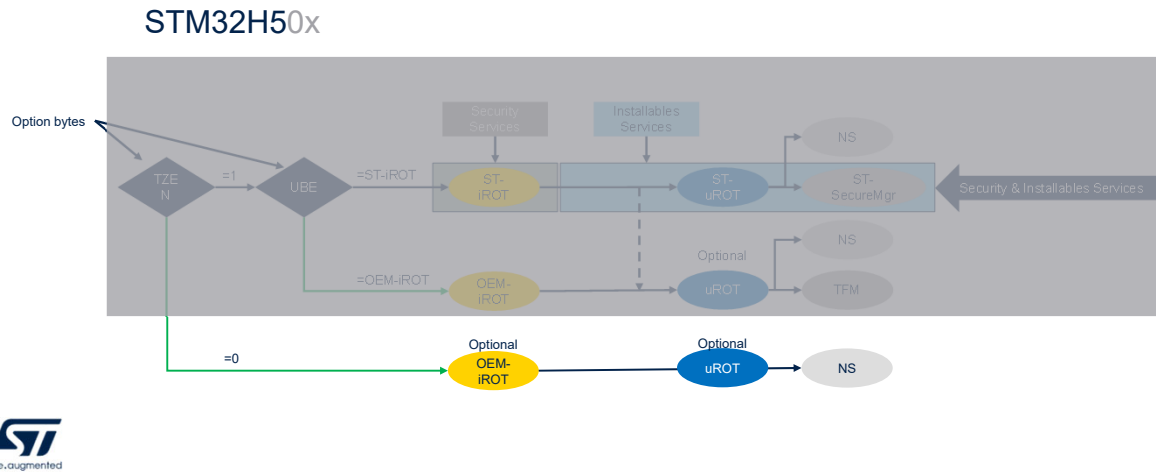 STM32H50x
Option bytes
Security
Services
Installables
Services
NS
TZE
N
=1
UBE
=ST-iROT
ST-
iROT
ST-
uROT
ST-
SecureMgr
Security & Installables Services
NS
Optional
=OEM-iROT
OEM-
iROT
uROT
TFM
=0
Optional
OEM-
iROT
Optional
uROT
NS
ST
e.augmented